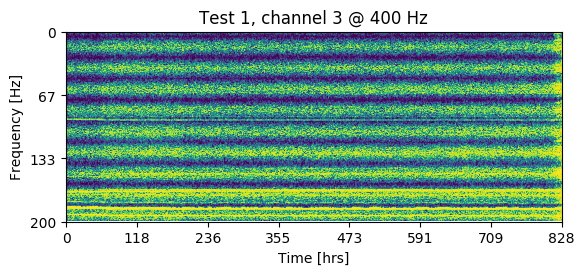 Test 1, channel 3 @ 400 Hz
0
67
133
200
Frequency [Hz]
0 118 236 355 473 591 709 828
Time [hrs]